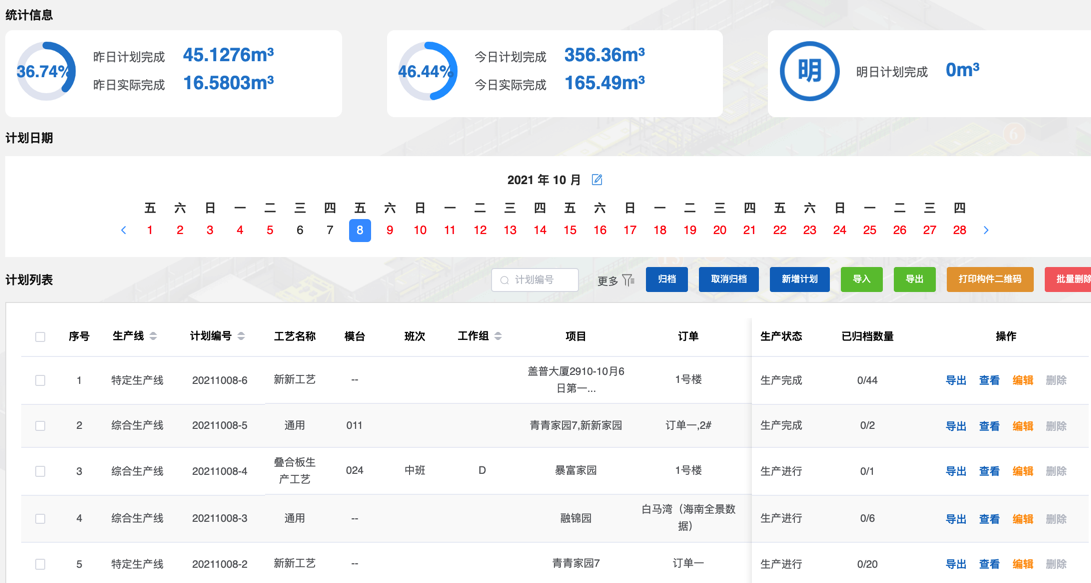 统计信息
36.74%
昨日计划完成 45.1276m³
昨日实际完成 16.5803m³
46.44%
今日计划完成 356.36m³
今日实际完成 165.49m³
明
明日计划完成 0m³
计划日期
2021 年 10 月
五 六 日 一 二 三 四 五 六 日 一 二 三 四 五 六 日 一 二 三 四 五 六 日 一 二 三 四
1 2 3 4 5 6 7 8 9 10 11 12 13 14 15 16 17 18 19 20 21 22 23 24 25 26 27 28
计划列表
计划编号 更多 归档 取消归档 新增计划 导入 导出 打印构件二维码 批量删除
序号 生产线 计划编号 工艺名称 模台 班次 工作组 项目 订单 生产状态 已归档数量 操作
1 特定生产线 20211008-6 新新工艺 -- 盖普大厦2910-10月6日第一... 1号楼 生产完成 0/44 导出 查看 编辑 删除
2 综合生产线 20211008-5 通用 011 青青家园7,新新家园 订单一,2# 生产完成 0/2 导出 查看 编辑 删除
3 综合生产线 20211008-4 叠合板生产工艺 024 中班 D 暴富家园 1号楼 生产进行 0/1 导出 查看 编辑 删除
4 综合生产线 20211008-3 通用 -- 融锦园 白马湾（海南全景数据） 生产进行 0/6 导出 查看 编辑 删除
5 特定生产线 20211008-2 新新工艺 -- 青青家园7 订单一 生产进行 0/20 导出 查看 编辑 删除